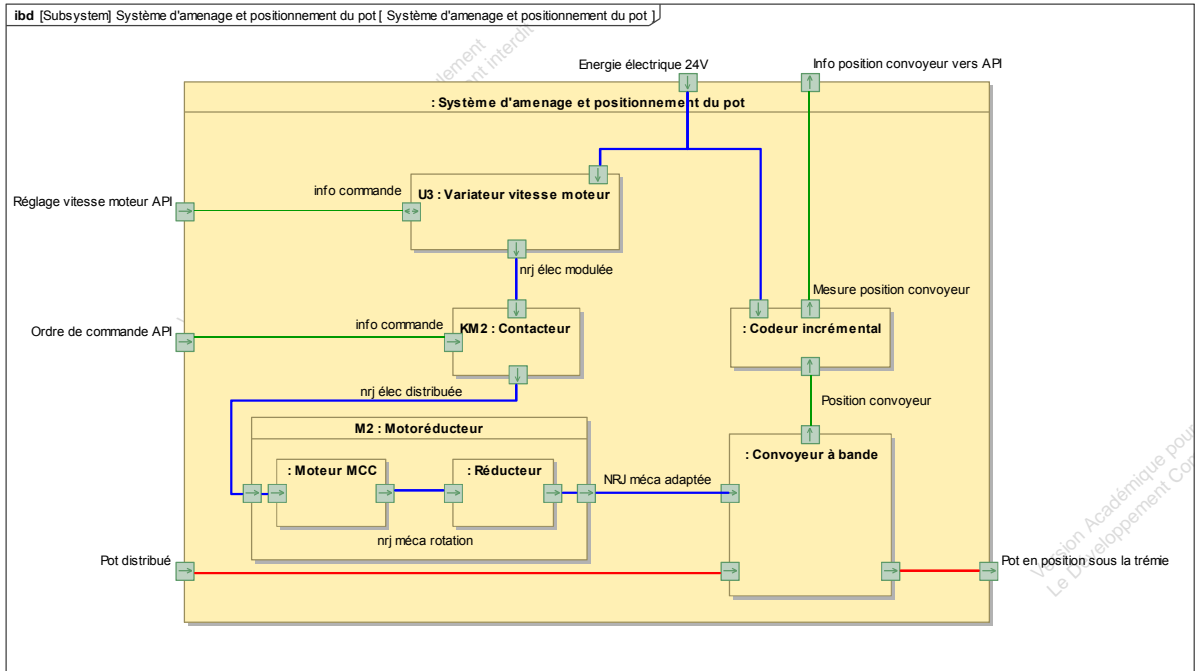 ibd [Subsystem] Système d'amenage et positionnement du pot [ Système d'amenage et positionnement du pot ]
Energie électrique 24V
Info position convoyeur vers API
: Système d'amenage et positionnement du pot
info commande
U3 : Variateur vitesse moteur
Réglage vitesse moteur API
nrj élec modulée
Mesure position convoyeur
Ordre de commande API
info commande
KM2 : Contacteur
: Codeur incrémental
nrj élec distribuée
Position convoyeur
M2 : Motoréducteur
: Moteur MCC
: Réducteur
: Convoyeur à bande
NRJ méca adaptée
nrj méca rotation
Pot distribué
Pot en position sous la trémie
Version Académique pour